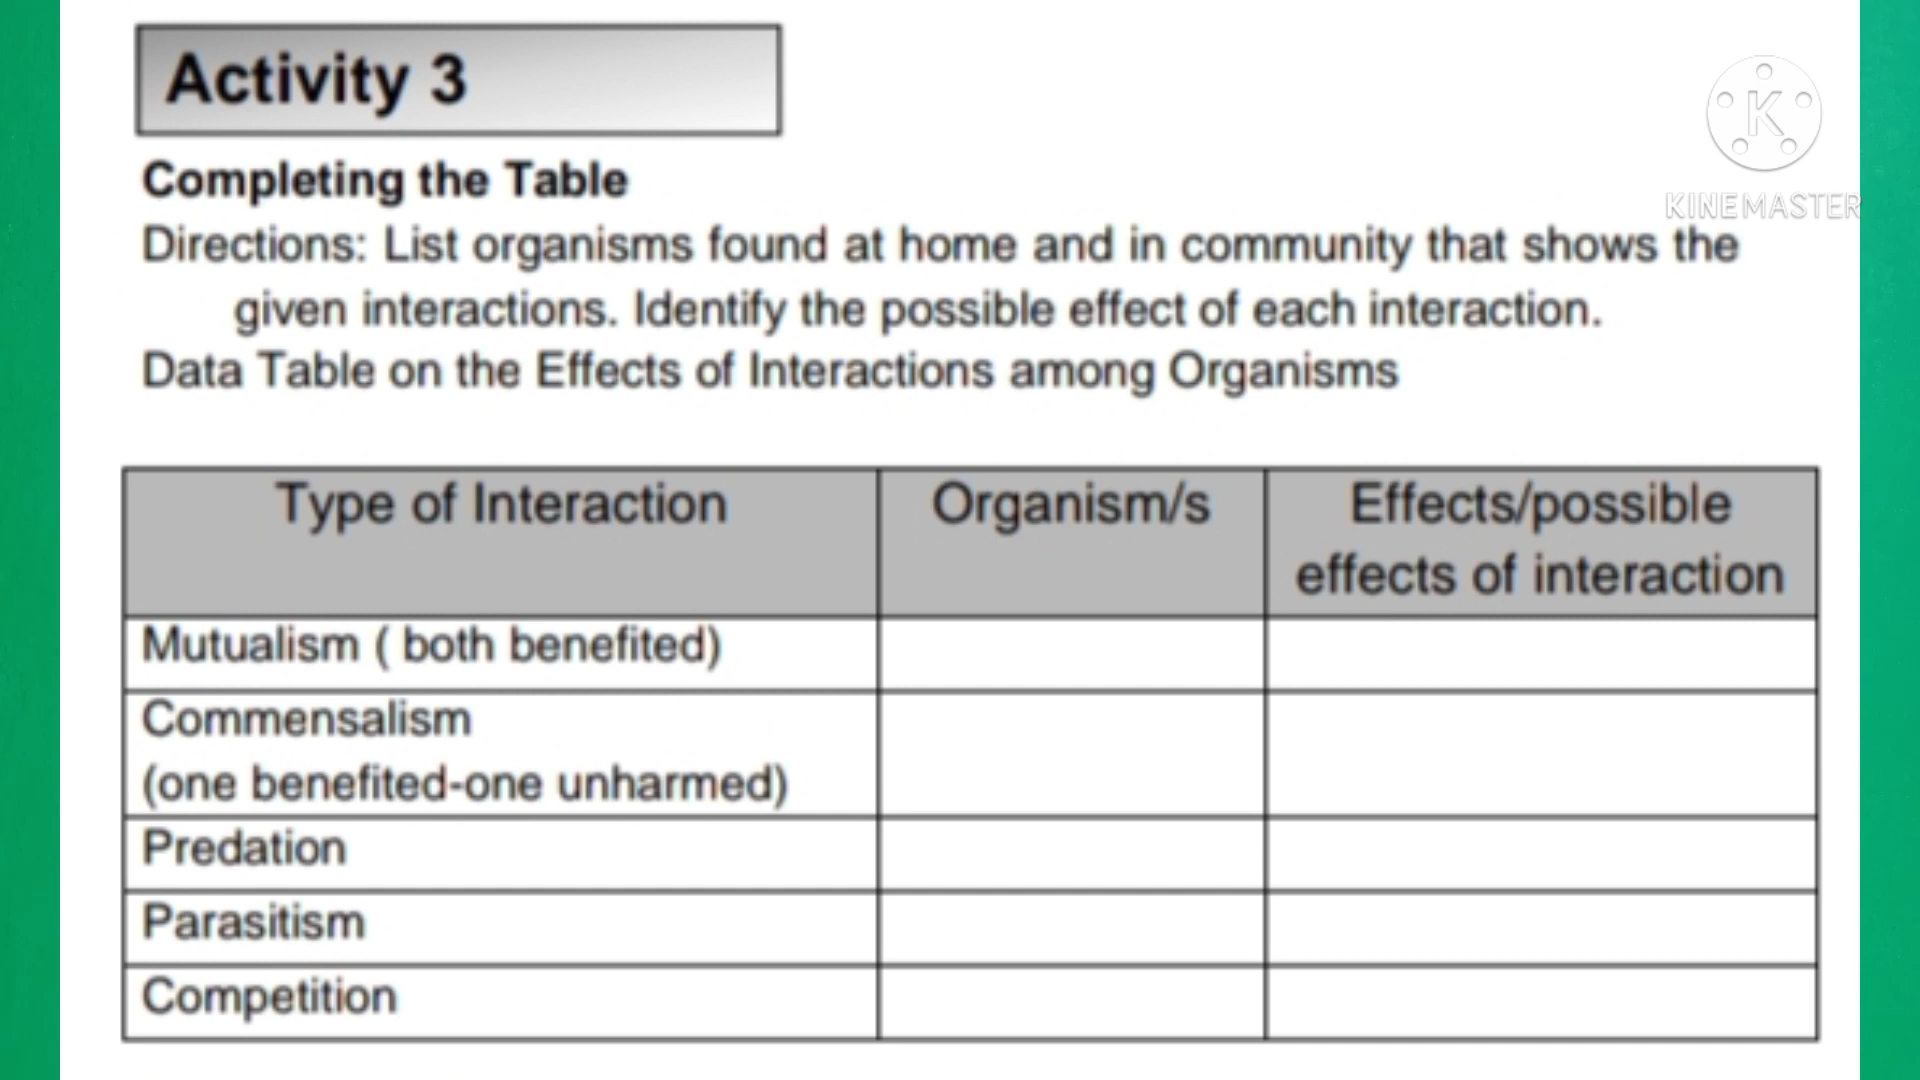 Activity 3
K
KINEMASTER
Completing the Table
Directions: List organisms found at home and in community that shows the
given interactions. Identify the possible effect of each interaction.
Data Table on the Effects of Interactions among Organisms
Type of Interaction
Organism/s
Effects/possible
effects of interaction
Mutualism ( both benefited)
Commensalism
(one benefited-one unharmed)
Predation
Parasitism
Competition